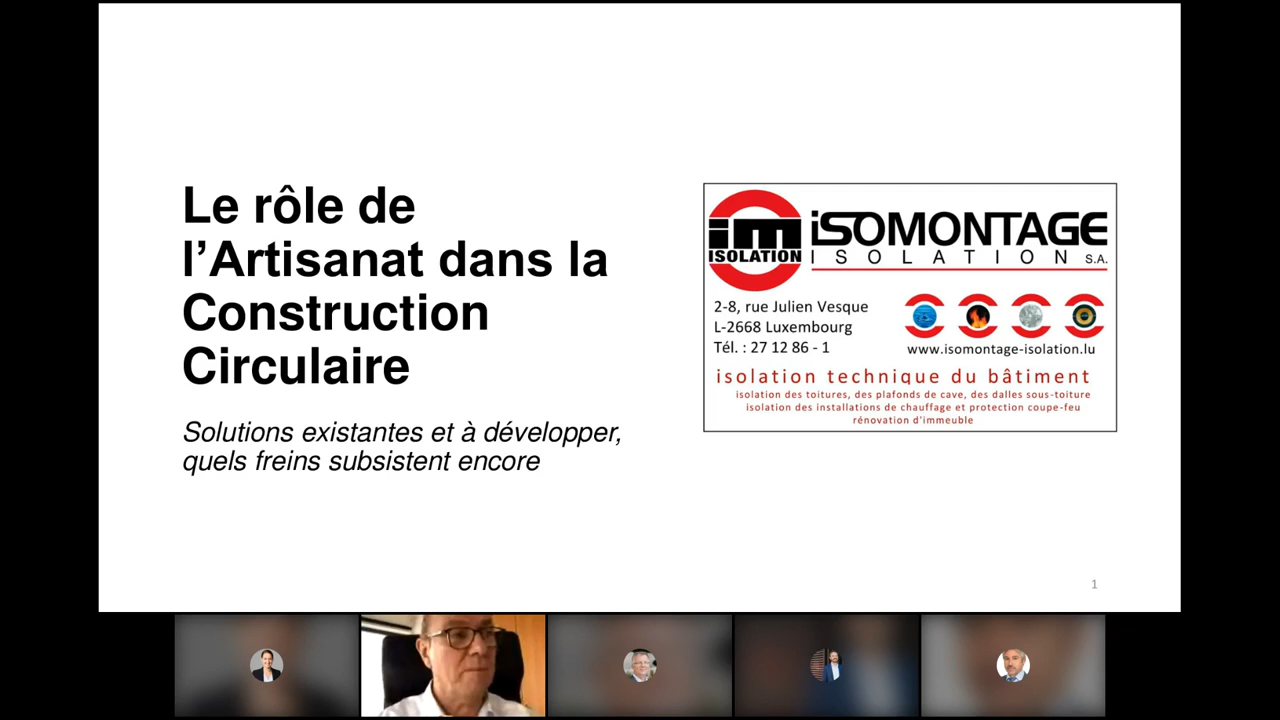 Le rôle de
l’Artisanat dans la
Construction
Circulaire
Solutions existantes et à développer,
quels freins subsistent encore
im
ISOLATION
iSOMONTAGE
ISOLATION S.A.
2-8, rue Julien Vesque
L-2668 Luxembourg
Tél. : 27 12 86 - 1
www.isomontage-isolation.lu
isolation technique du bâtiment
isolation des toitures, des plafonds de cave, des dalles sous-toiture
isolation des installations de chauffage et protection coupe-feu
rénovation d'immeuble
1